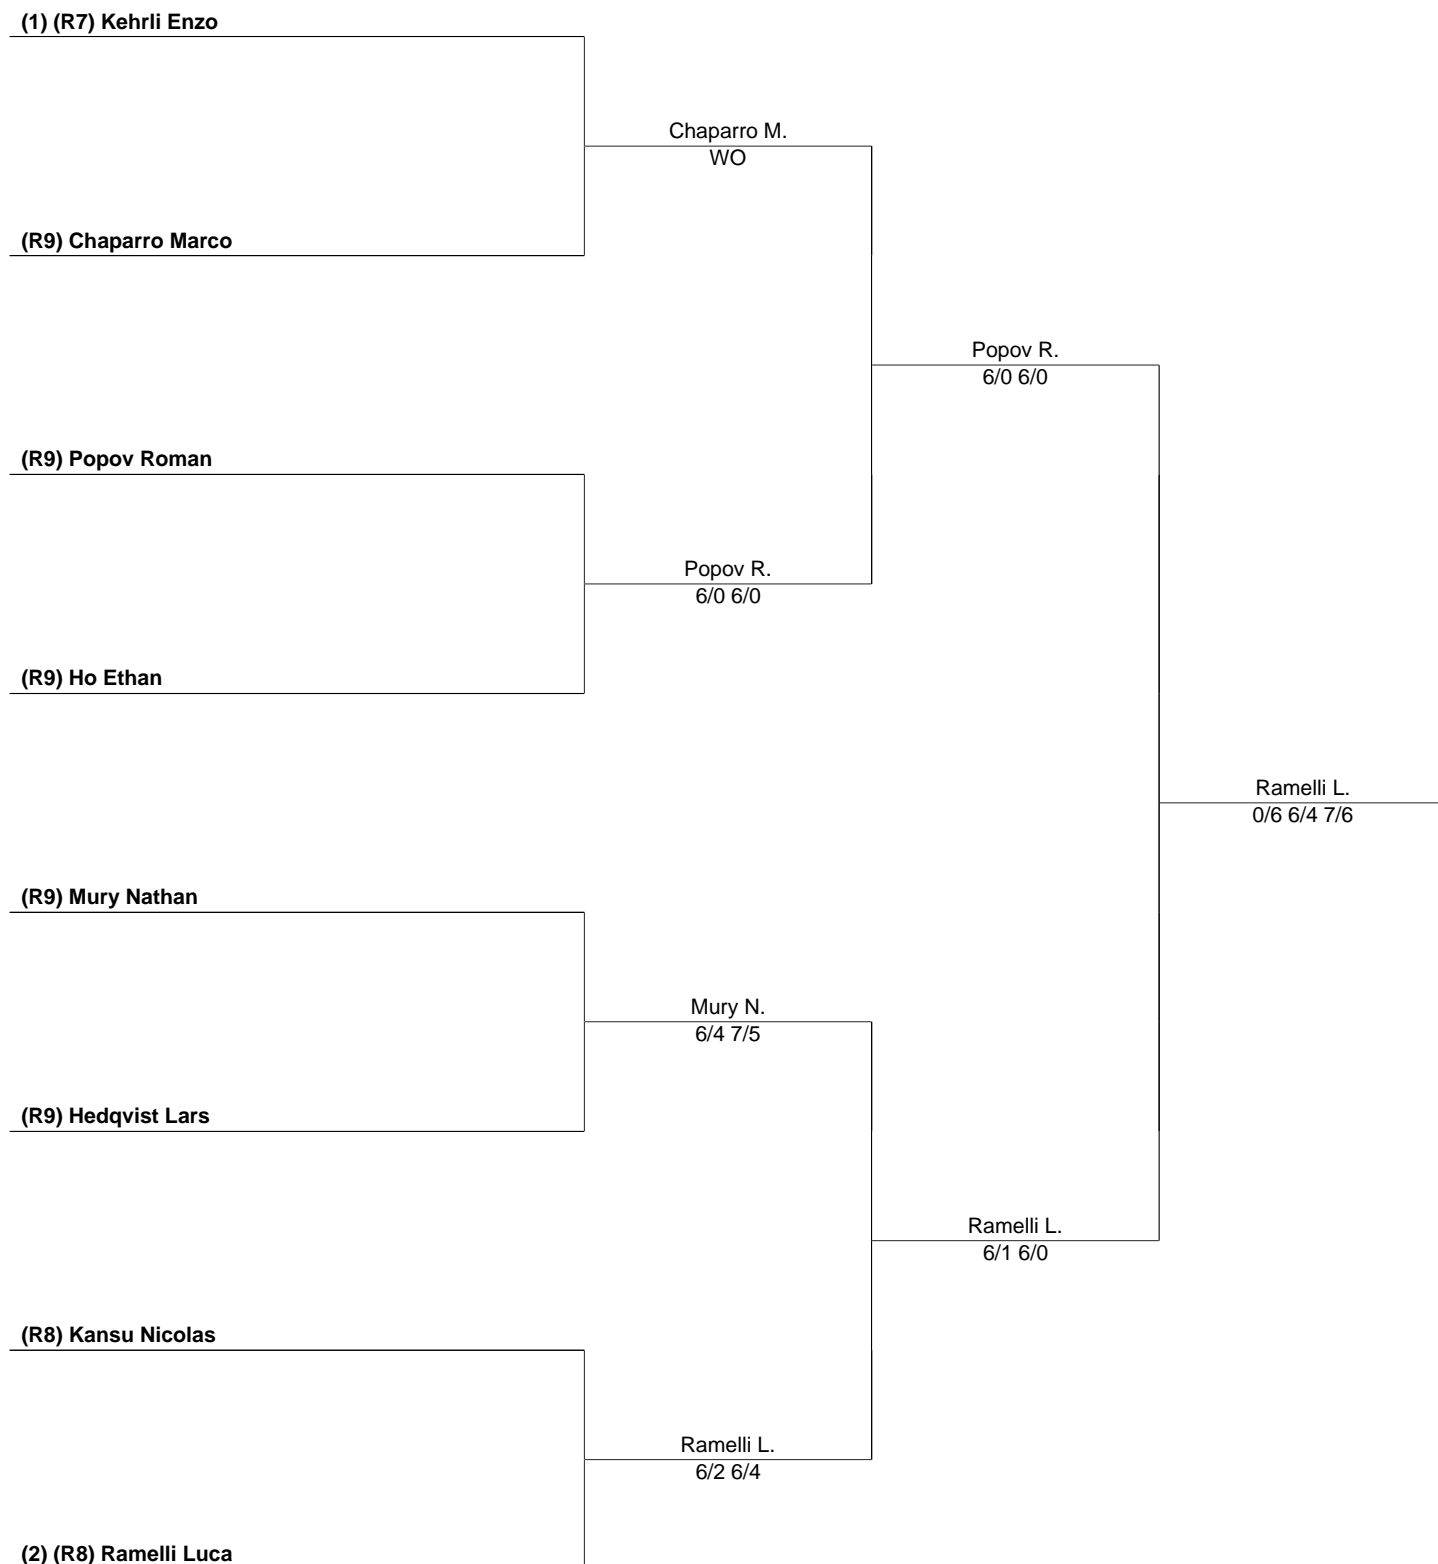 (1) (R7) Kehrli Enzo
Chaparro M.
WO
(R9) Chaparro Marco
Popov R.
6/0 6/0
(R9) Popov Roman
Popov R.
6/0 6/0
(R9) Ho Ethan
Ramelli L.
0/6 6/4 7/6
(R9) Mury Nathan
Mury N.
6/4 7/5
(R9) Hedqvist Lars
Ramelli L.
6/1 6/0
(R8) Kansu Nicolas
Ramelli L.
6/2 6/4
(2) (R8) Ramelli Luca